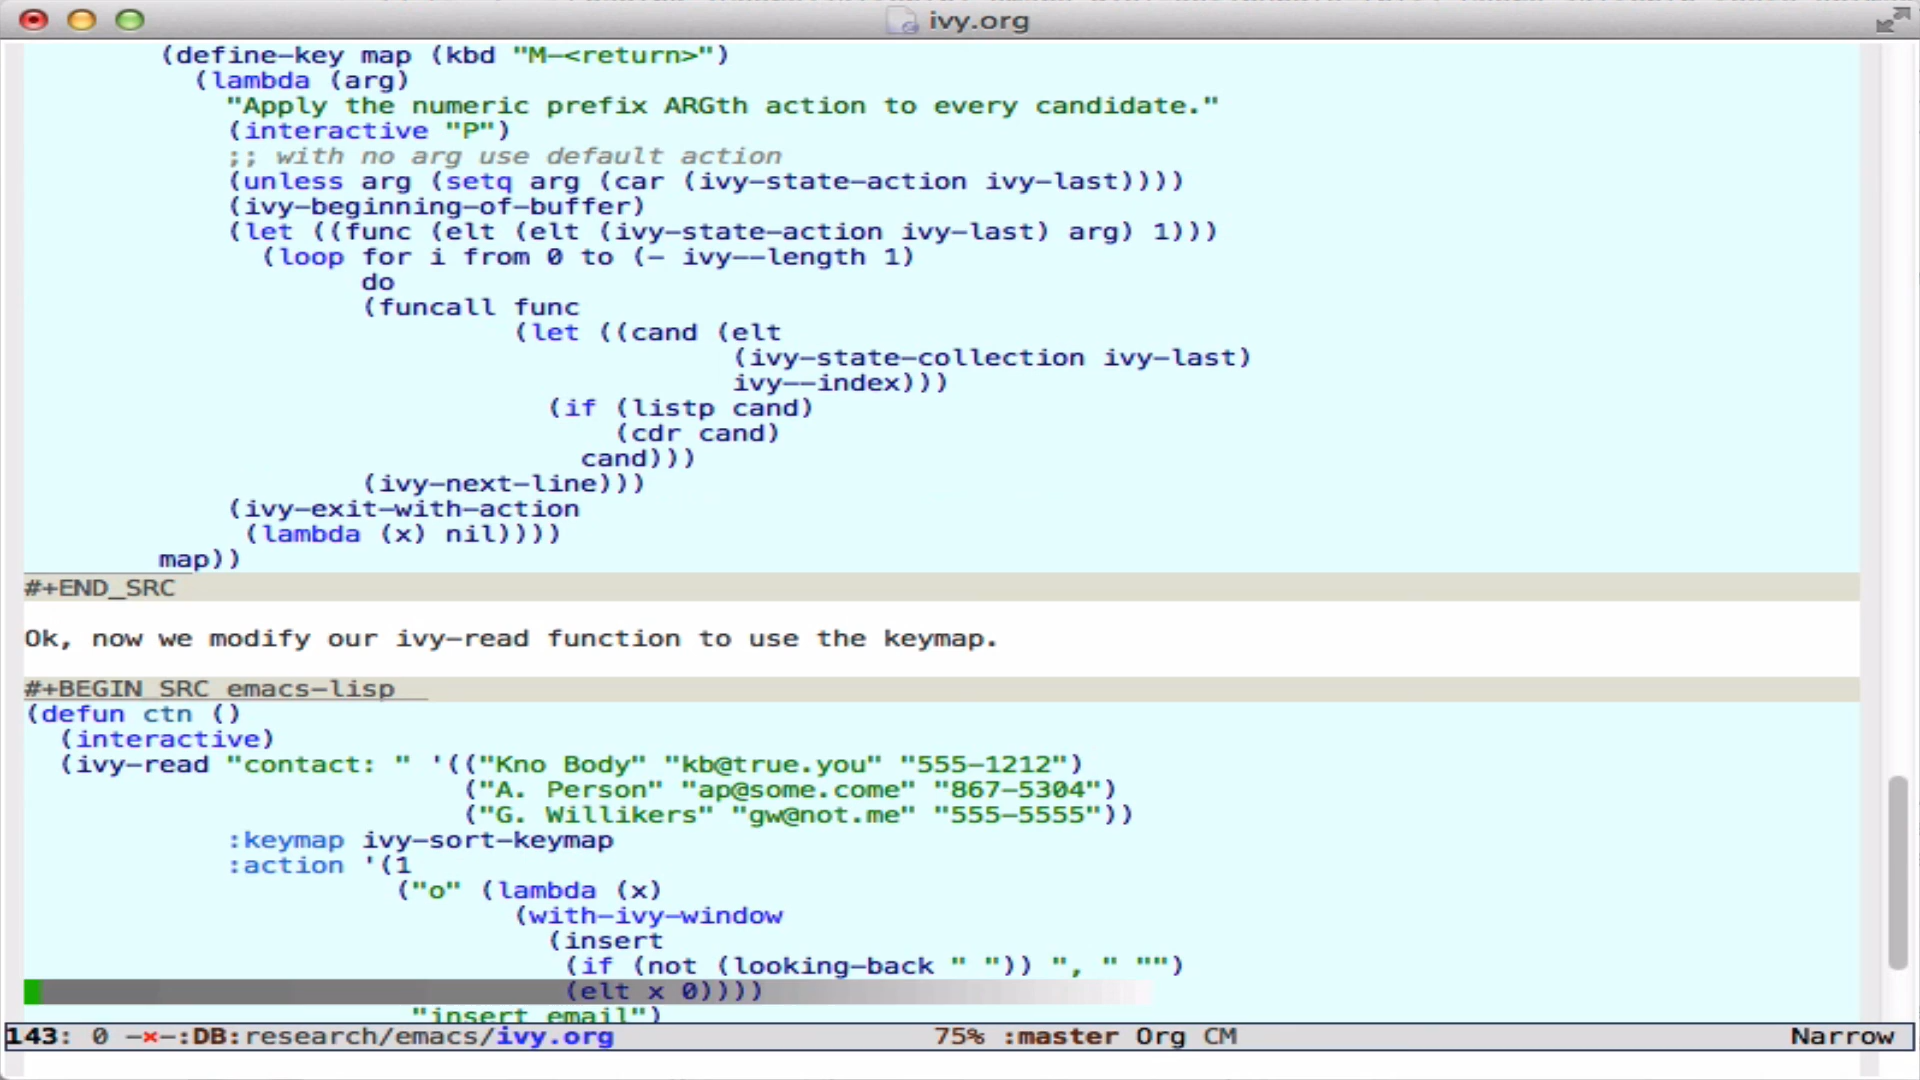 ivy.org
(define-key map (kbd "M-<return>")
(lambda (arg)
"Apply the numeric prefix ARGth action to every candidate."
(interactive "P")
;; with no arg use default action
(unless arg (setq arg (car (ivy-state-action ivy-last))))
(ivy-beginning-of-buffer)
(let ((func (elt (elt (ivy-state-action ivy-last) arg) 1)))
(loop for i from 0 to (- ivy--length 1)
do
(funcall func
(let ((cand (elt
(ivy-state-collection ivy-last)
ivy--index)))
(if (listp cand)
(cdr cand)
cand)))
(ivy-next-line)))
(ivy-exit-with-action
(lambda (x) nil))))
map))
#+END_SRC
Ok, now we modify our ivy-read function to use the keymap.
#+BEGIN_SRC emacs-lisp
(defun ctn ()
(interactive)
(ivy-read "contact: " '(("Kno Body" "kb@true.you" "555-1212")
("A. Person" "ap@some.come" "867-5304")
("G. Willikers" "gw@not.me" "555-5555"))
:keymap ivy-sort-keymap
:action '(1
("o" (lambda (x)
(with-ivy-window
(insert
(if (not (looking-back " ")) ", " "")
(elt x 0))))
"insert email")
143: 0 -x-:DB:research/emacs/ivy.org 75% :master Org CM Narrow